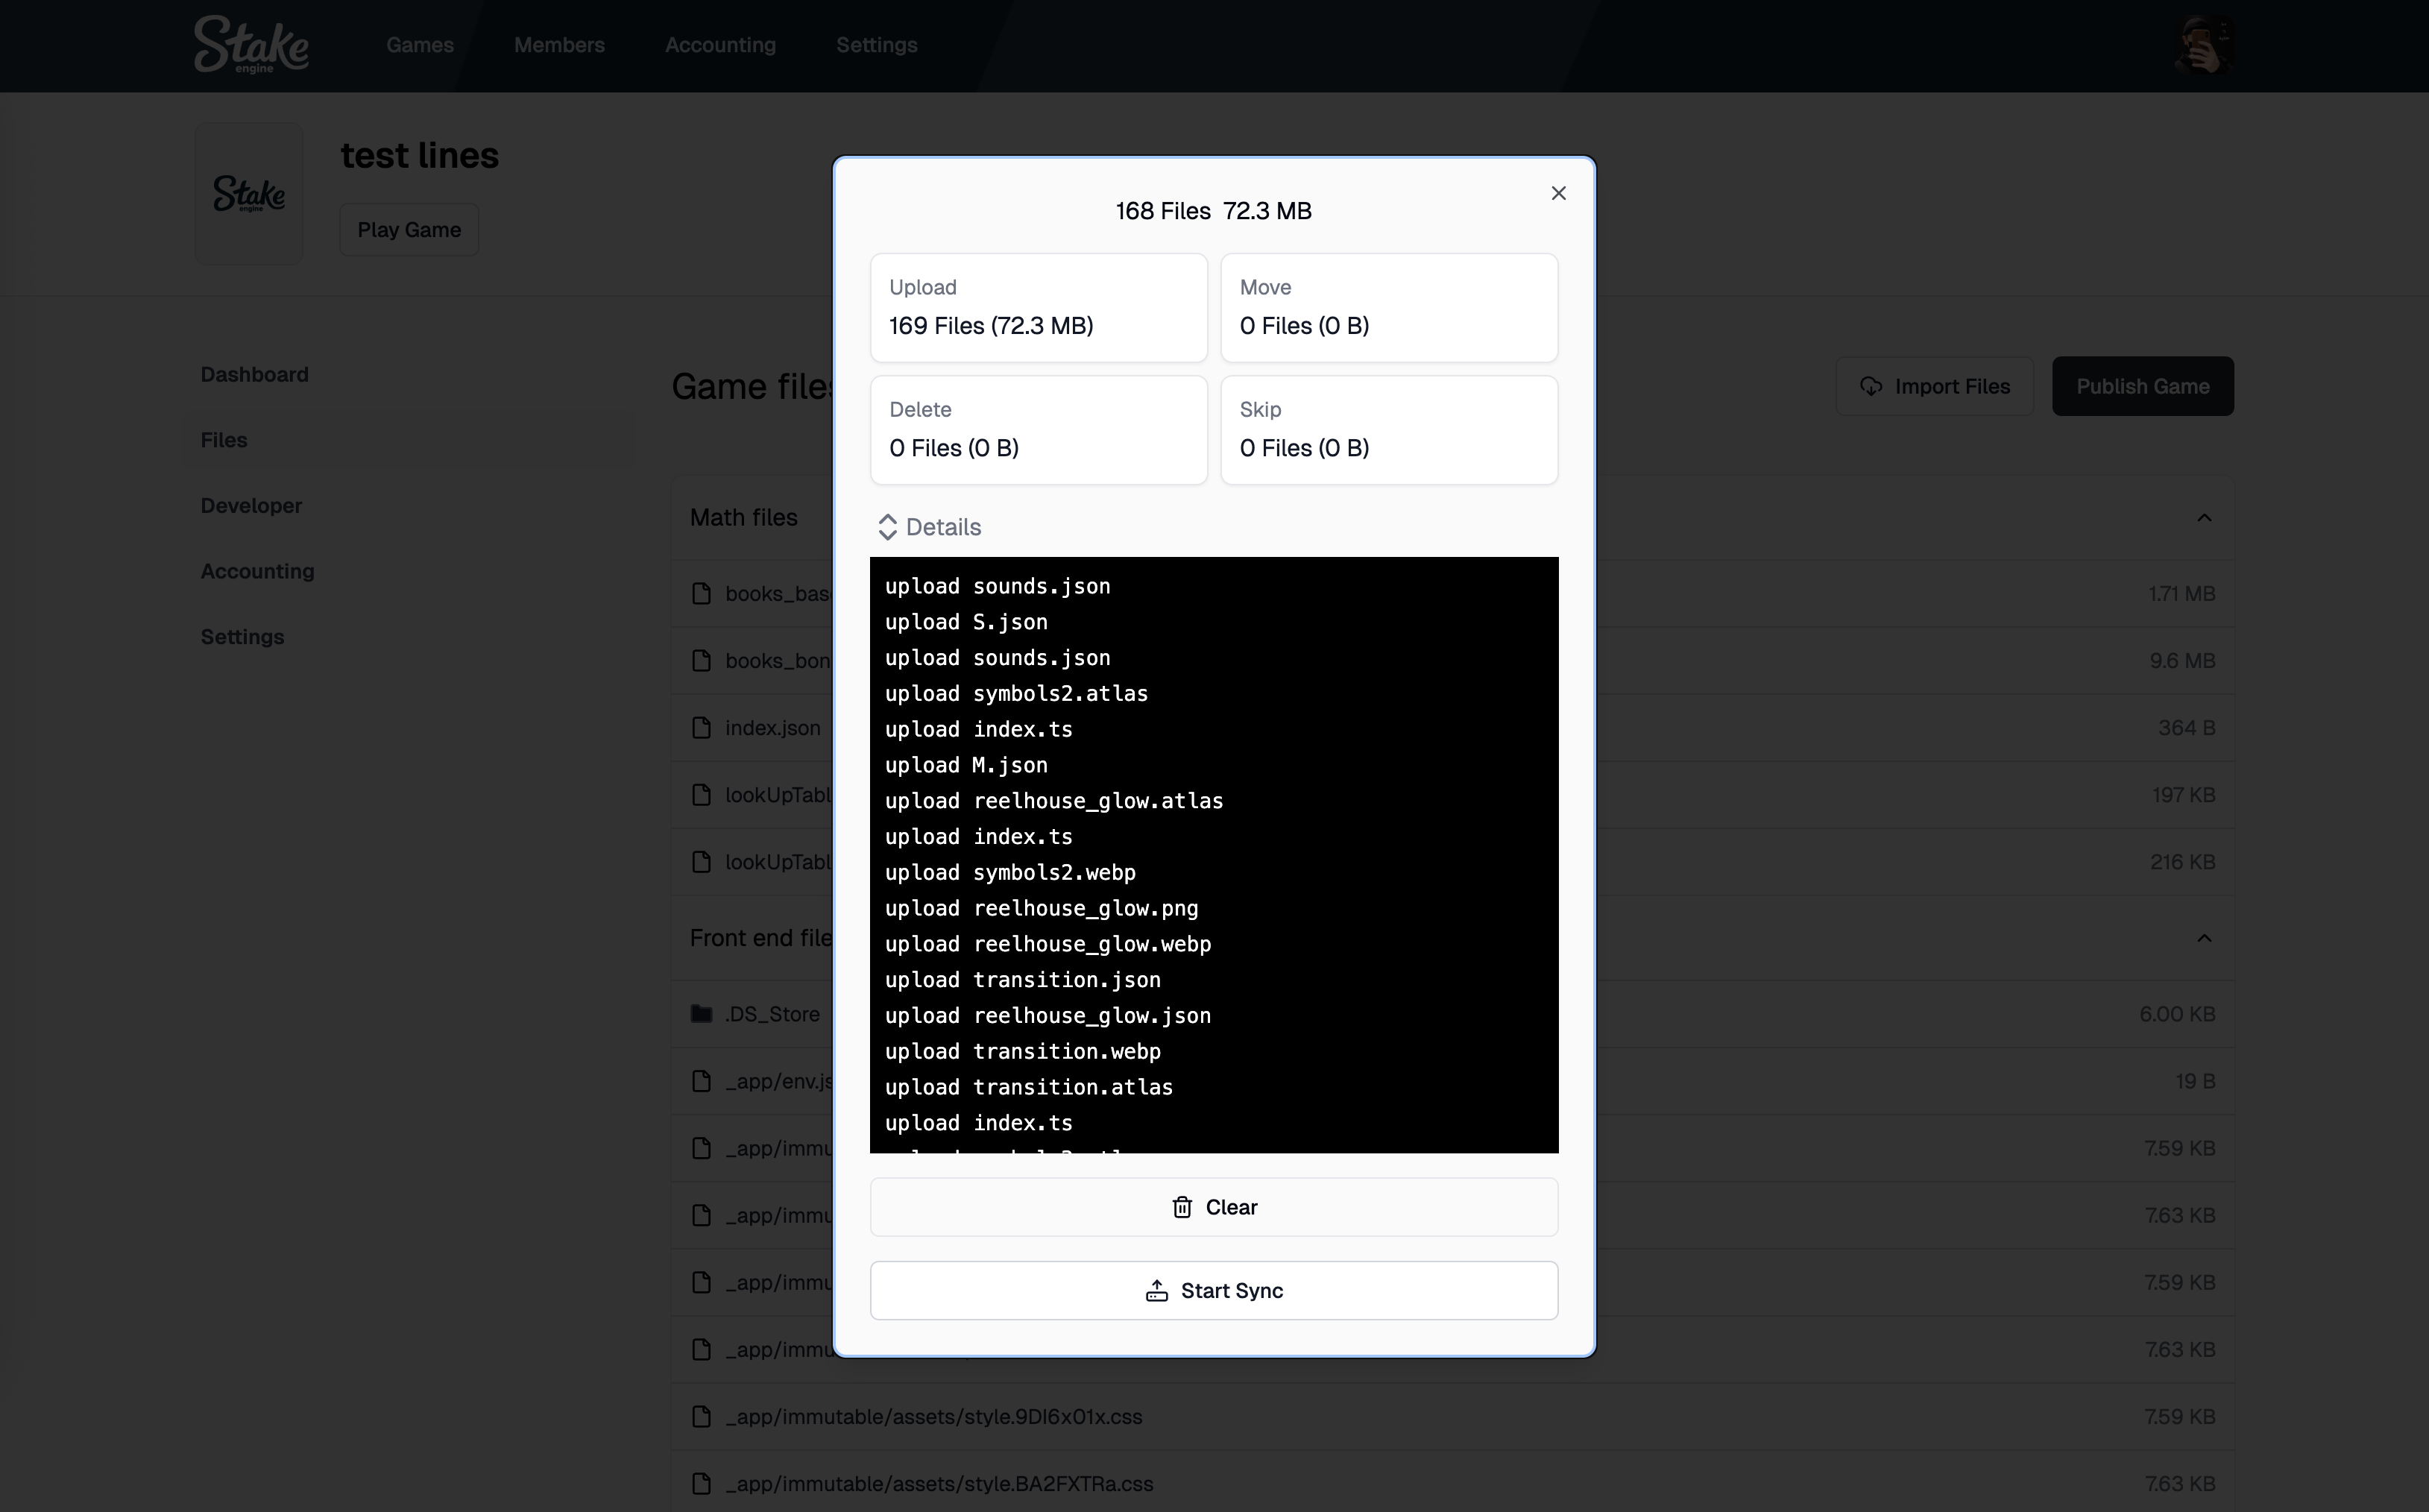 Stake
engine
Games
Members
Accounting
Settings
test lines
Stake
engine
Play Game
Dashboard
Files
Developer
Accounting
Settings
Game files
Import Files
Publish Game
Math files
books_bas
1.71 MB
books_bon
9.6 MB
index.json
364 B
lookUpTabl
197 KB
lookUpTabl
216 KB
Front end file
.DS_Store
6.00 KB
_app/env.js
19 B
_app/immu
7.59 KB
_app/immu
7.63 KB
_app/immu
7.59 KB
_app/immu
7.63 KB
_app/immutable/assets/style.9DI6x01x.css
7.59 KB
_app/immutable/assets/style.BA2FXTRa.css
7.63 KB
168 Files 72.3 MB
Upload
169 Files (72.3 MB)
Move
0 Files (0 B)
Delete
0 Files (0 B)
Skip
0 Files (0 B)
Details
upload sounds.json
upload S.json
upload sounds.json
upload symbols2.atlas
upload index.ts
upload M.json
upload reelhouse_glow.atlas
upload index.ts
upload symbols2.webp
upload reelhouse_glow.png
upload reelhouse_glow.webp
upload transition.json
upload reelhouse_glow.json
upload transition.webp
upload transition.atlas
upload index.ts
Clear
Start Sync